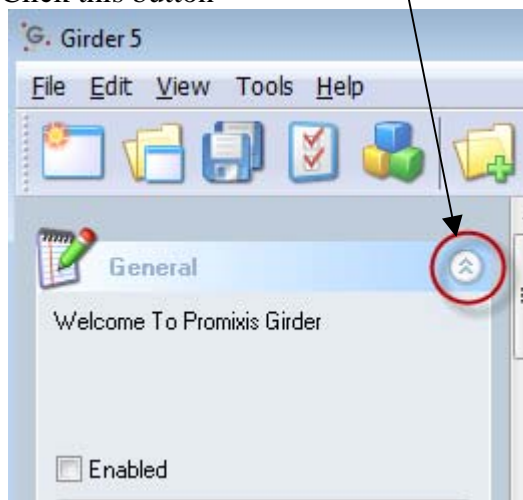 Click this button
G. Girder 5
File Edit View Tools Help
General
Welcome To Promixis Girder
Enabled